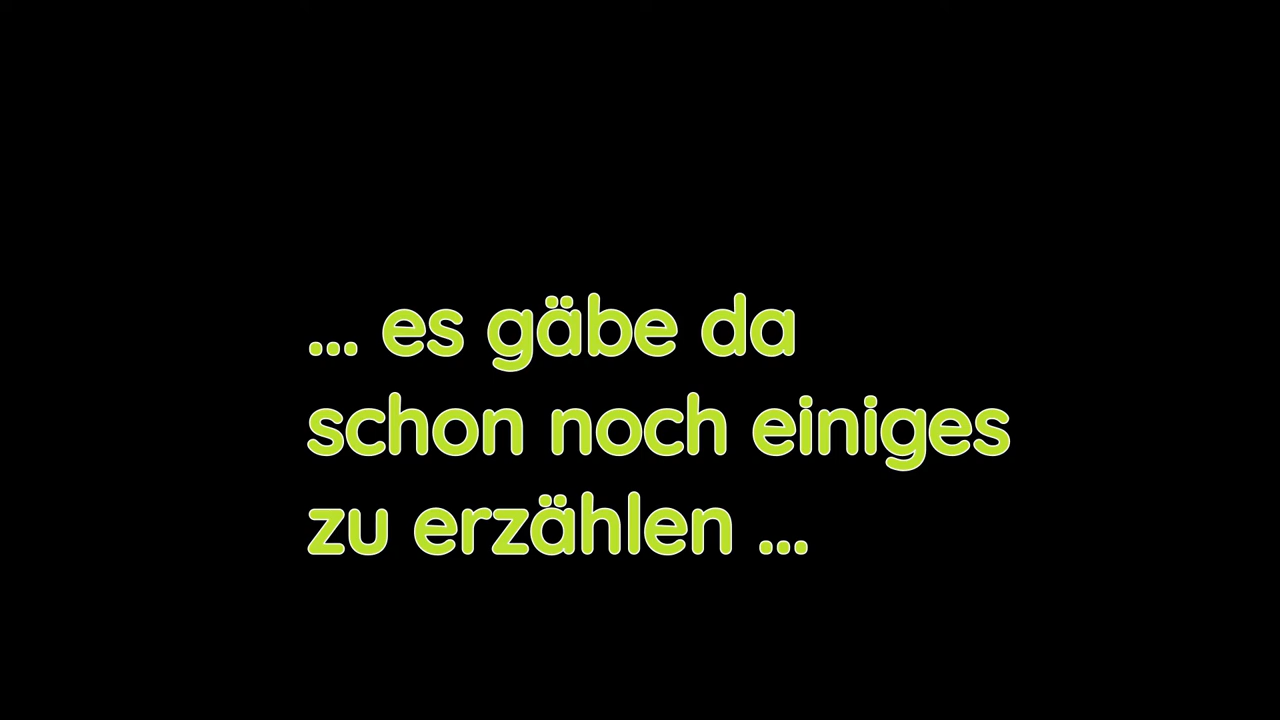 ... es gäbe da
schon noch einiges
zu erzählen ...